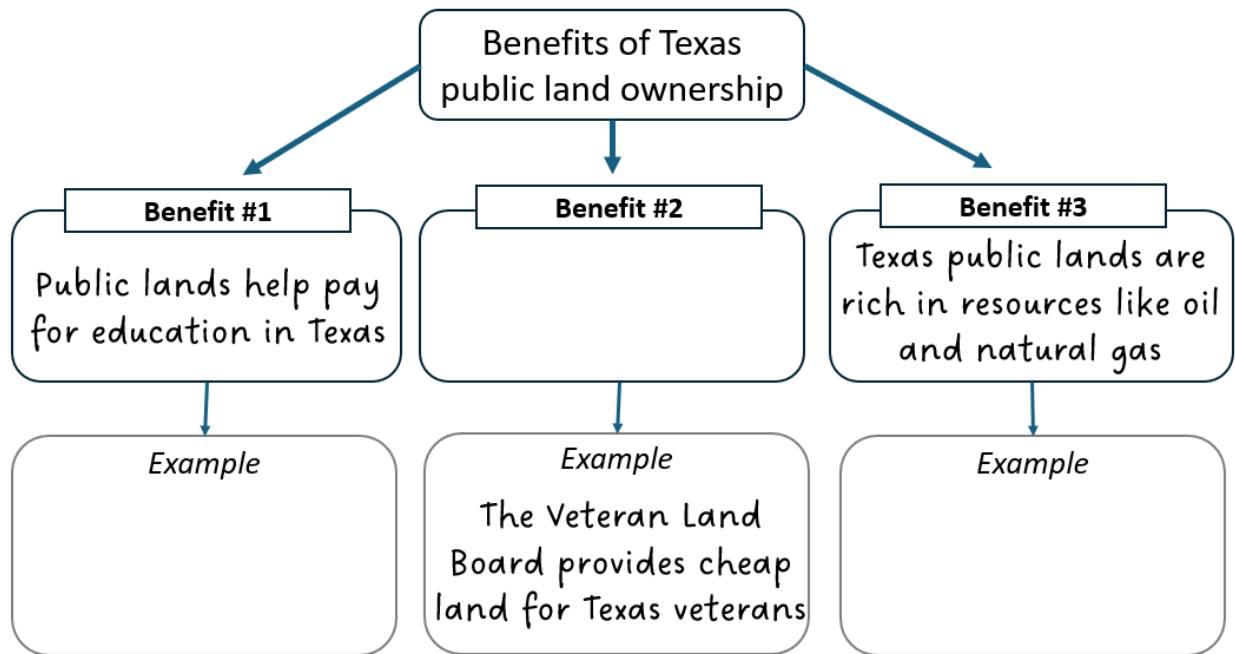 Benefits of Texas
public land ownership
Benefit #1
Public lands help pay
for education in Texas
Benefit #2
Benefit #3
Texas public lands are
rich in resources like oil
and natural gas
Example
Example
The Veteran Land
Board provides cheap
land for Texas veterans
Example